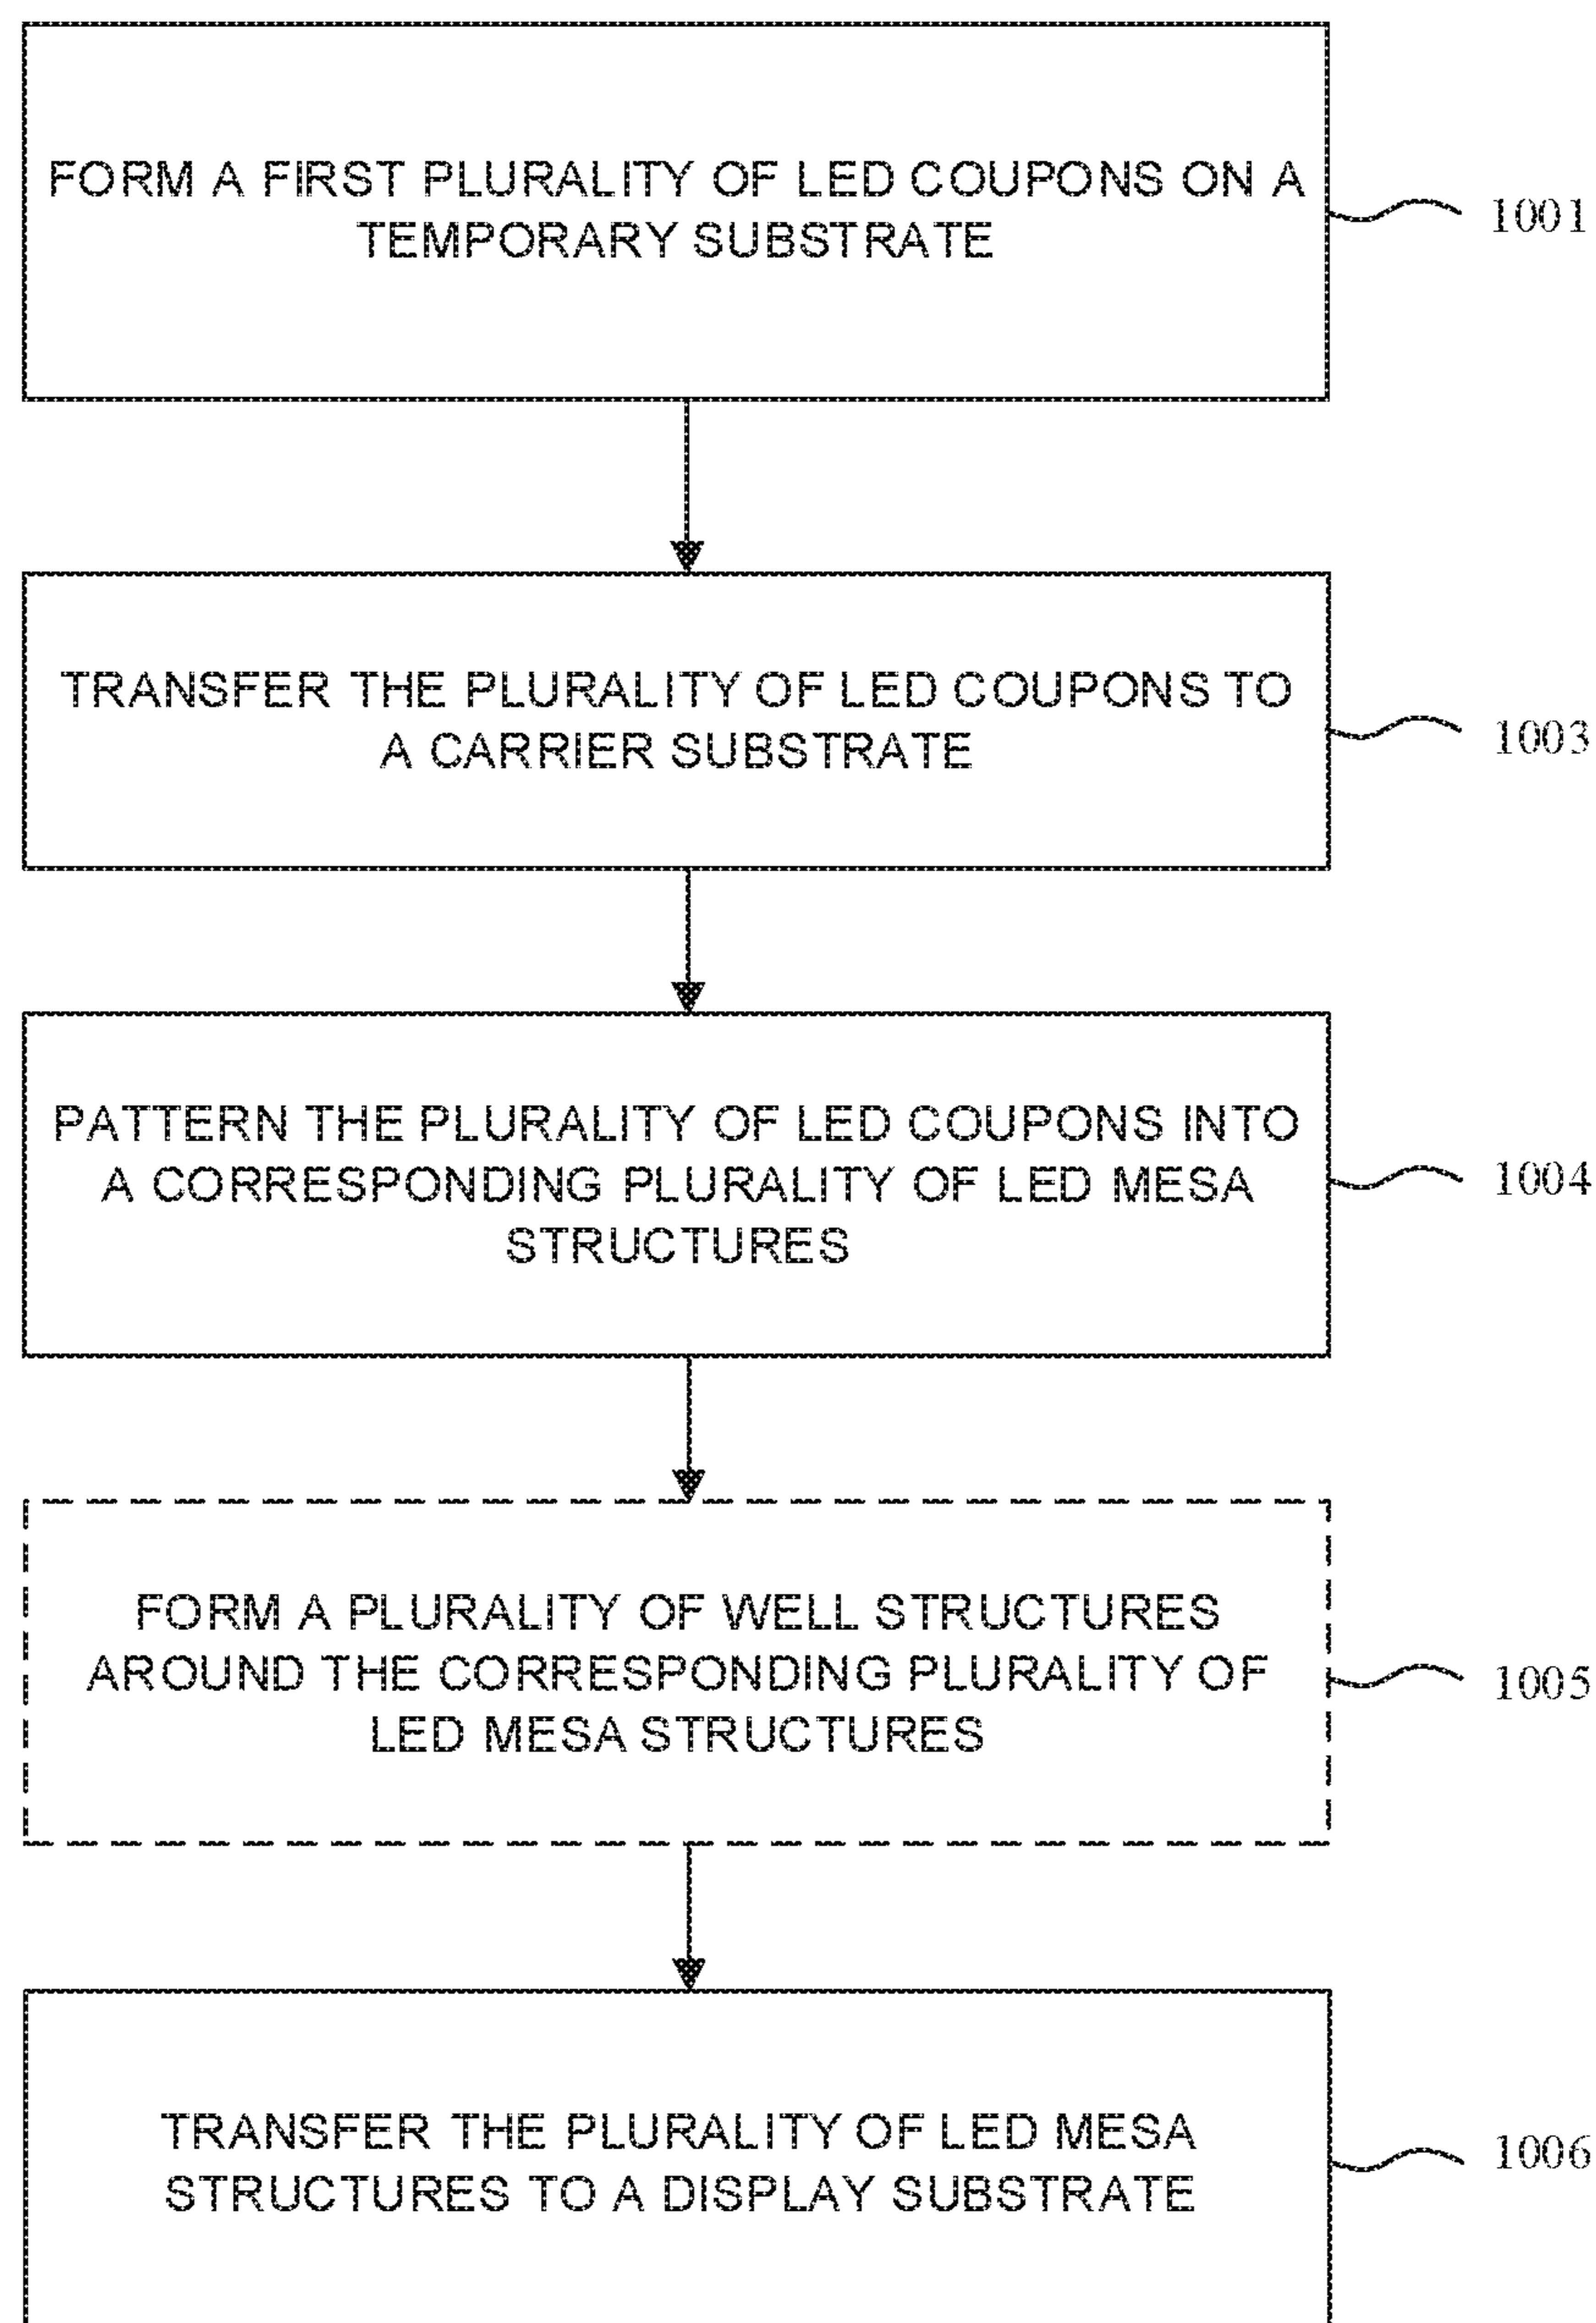 FORM A FIRST PLURALITY OF LED COUPONS ON A
TEMPORARY SUBSTRATE
1001
TRANSFER THE PLURALITY OF LED COUPONS TO
A CARRIER SUBSTRATE
1003
PATTERN THE PLURALITY OF LED COUPONS INTO
A CORRESPONDING PLURALITY OF LED MESA
STRUCTURES
1004
FORM A PLURALITY OF WELL STRUCTURES
AROUND THE CORRESPONDING PLURALITY OF
LED MESA STRUCTURES
1005
TRANSFER THE PLURALITY OF LED MESA
STRUCTURES TO A DISPLAY SUBSTRATE
1006